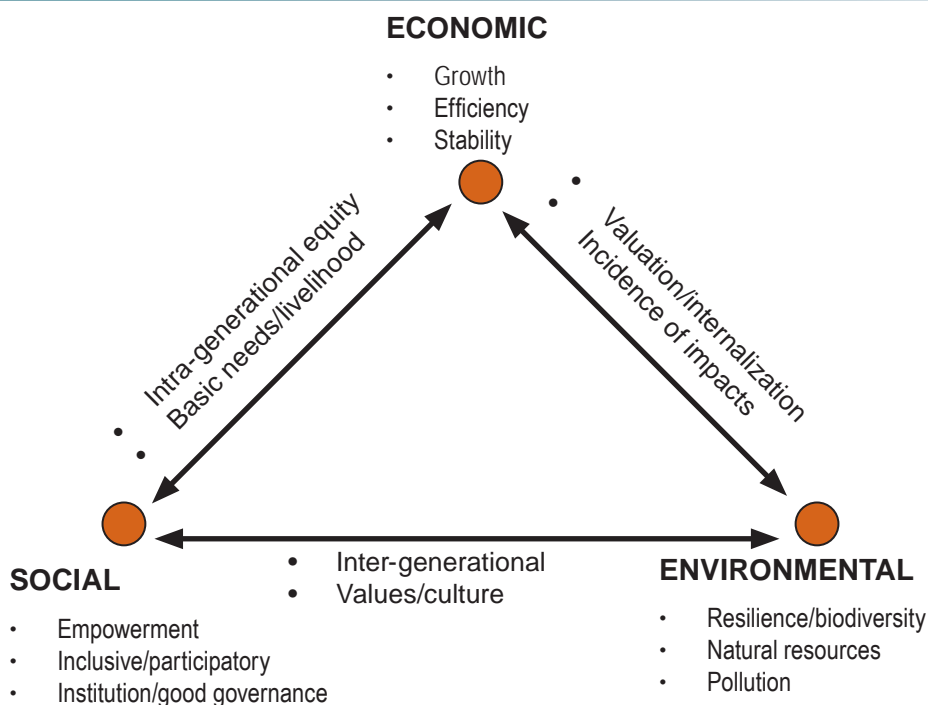 ECONOMIC
• Growth
• Efficiency
• Stability
• Intra-generational equity
• Basic needs/livelihood
• Valuation/internalization
• Incidence of impacts
• Inter-generational
• Values/culture
SOCIAL
• Empowerment
• Inclusive/participatory
• Institution/good governance
ENVIRONMENTAL
• Resilience/biodiversity
• Natural resources
• Pollution